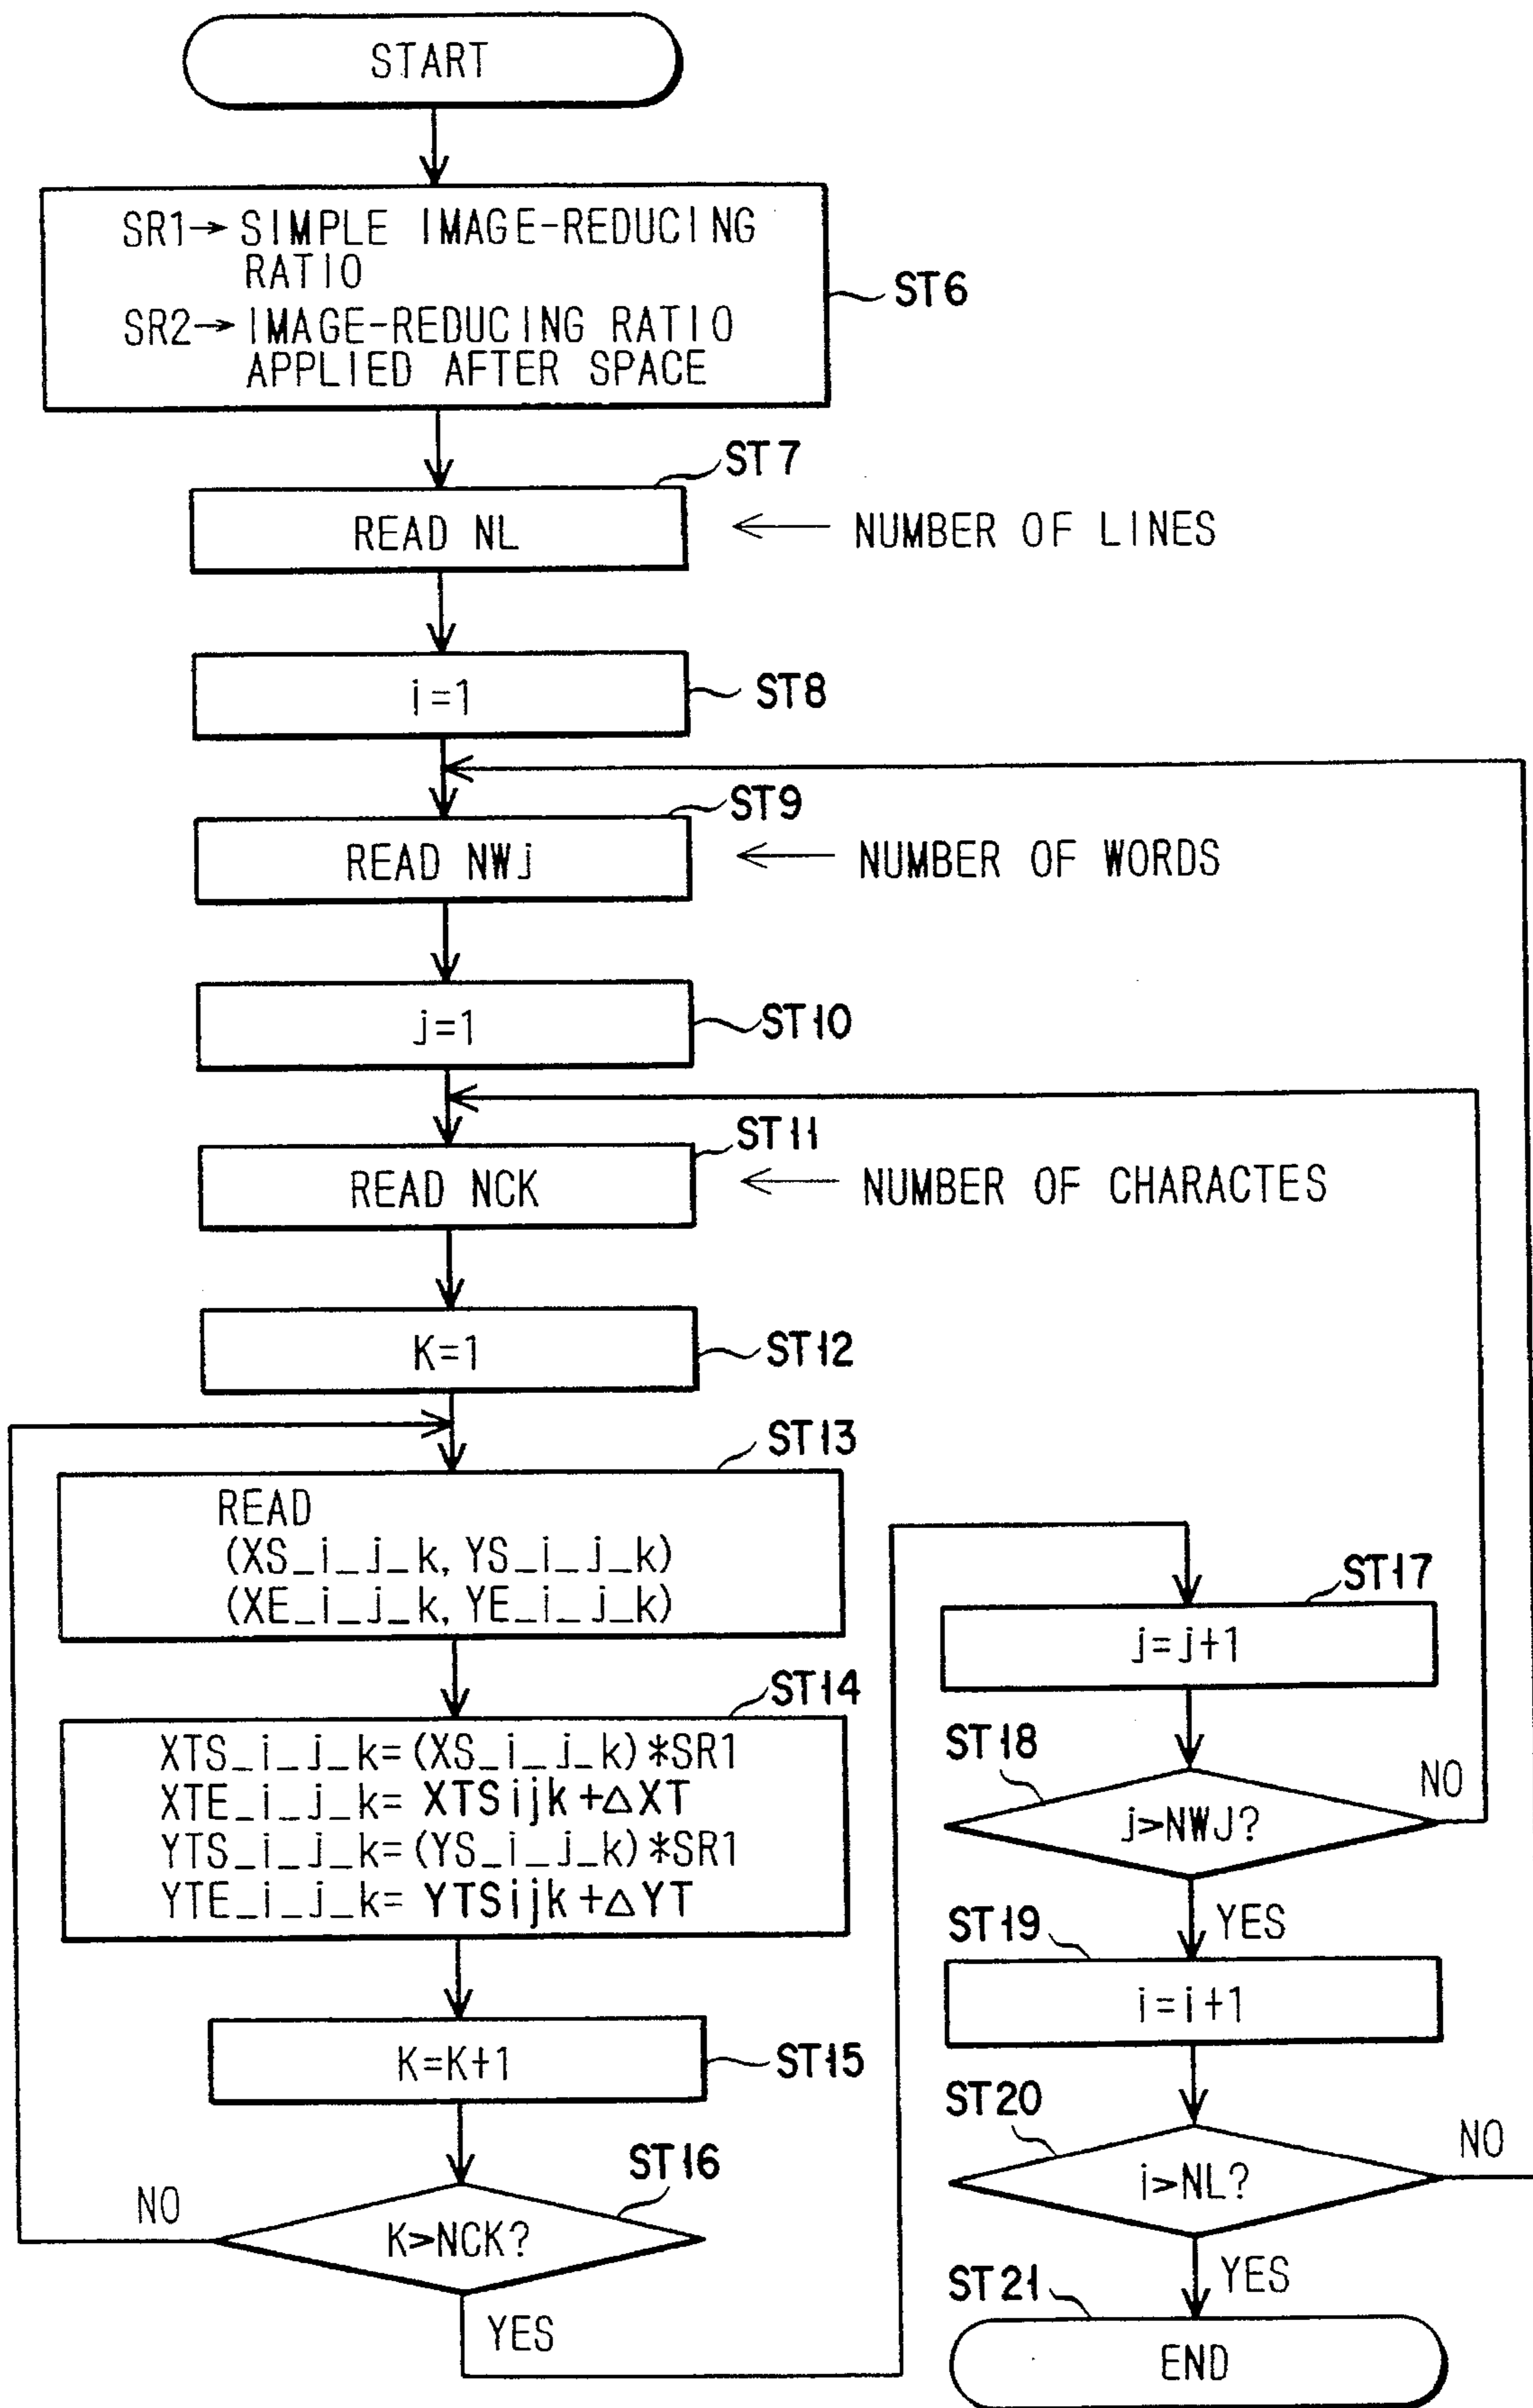 START
SR1→ SIMPLE IMAGE-REDUCING
RATIO
SR2→ IMAGE-REDUCING RATIO
APPLIED AFTER SPACE
ST6
ST7
READ NL
← NUMBER OF LINES
i=1
ST8
ST9
READ NWj
← NUMBER OF WORDS
j=1
ST10
ST11
READ NCK
← NUMBER OF CHARACTES
K=1
ST12
ST13
READ
(XS_i_j_k, YS_i_j_k)
(XE_i_j_k, YE_i_j_k)
ST14
XTS_i_j_k=(XS_i_j_k)*SR1
XTE_i_j_k= XTSijk+△XT
YTS_i_j_k=(YS_i_j_k)*SR1
YTE_i_j_k= YTSijk+△YT
K=K+1
ST15
ST16
K>NCK?
NO
YES
ST17
j=j+1
ST18
j>NWJ?
NO
YES
ST19
i=i+1
ST20
i>NL?
NO
YES
ST21
END